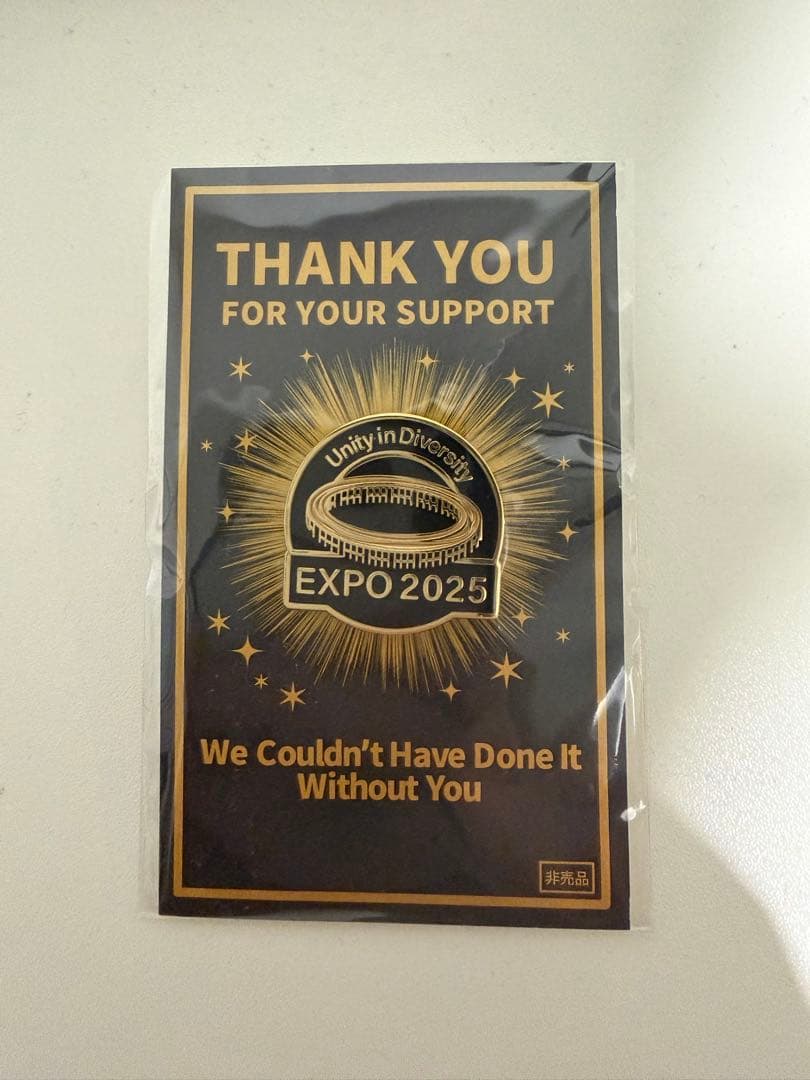 THANK YOU
FOR YOUR SUPPORT
Unity in Diversity
EXPO 2025
We Couldn't Have Done It
Without You
非売品